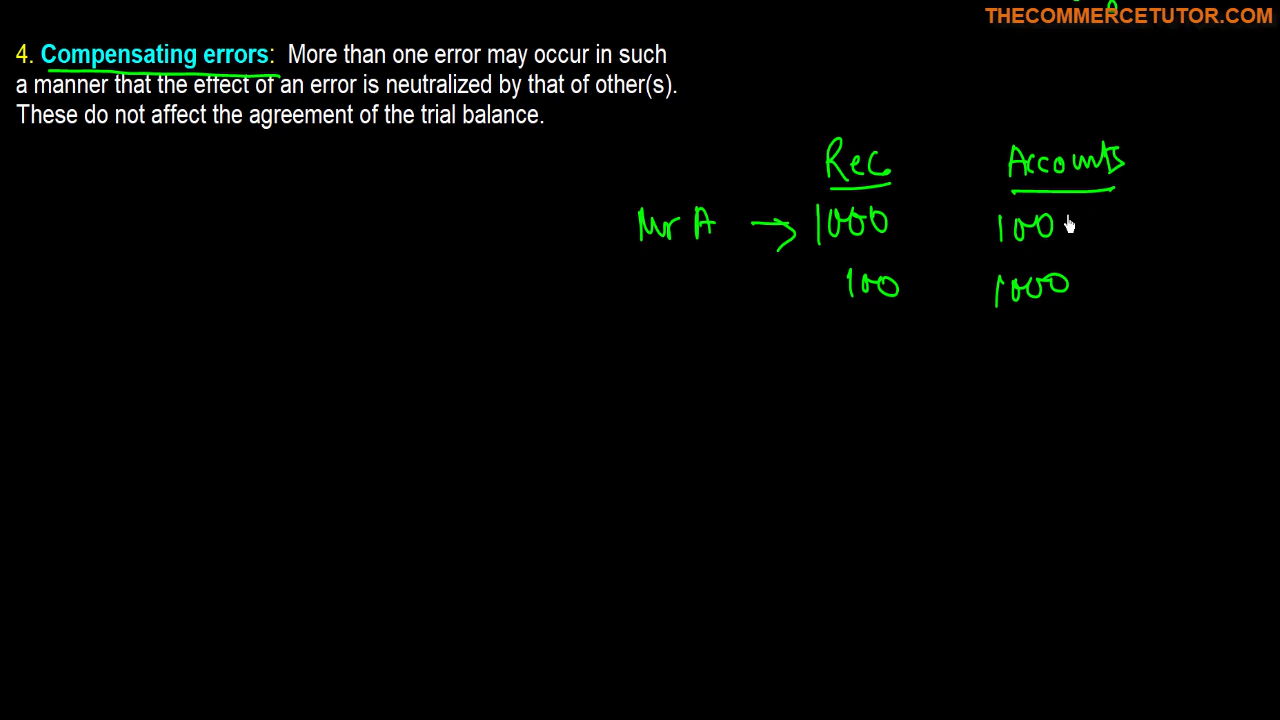 THECOMMERCETUTOR.COM
4. Compensating errors: More than one error may occur in such
a manner that the effect of an error is neutralized by that of other(s).
These do not affect the agreement of the trial balance.
Rec. Accounts
Mr A → 1000 100
100 1000